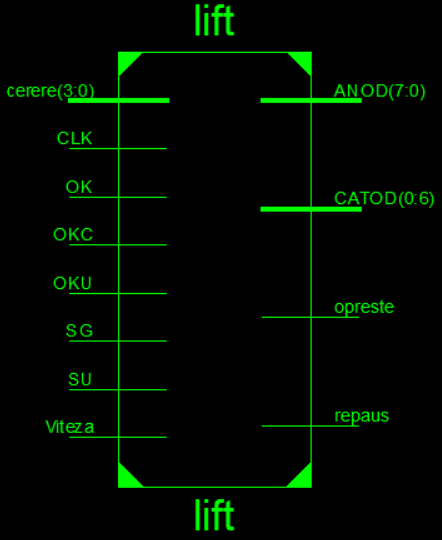 lift
cerere(3:0)
ANOD(7:0)
CLK
OK
CATOD(0:6)
OKC
OKU
opreste
SG
SU
repaus
Viteza
lift